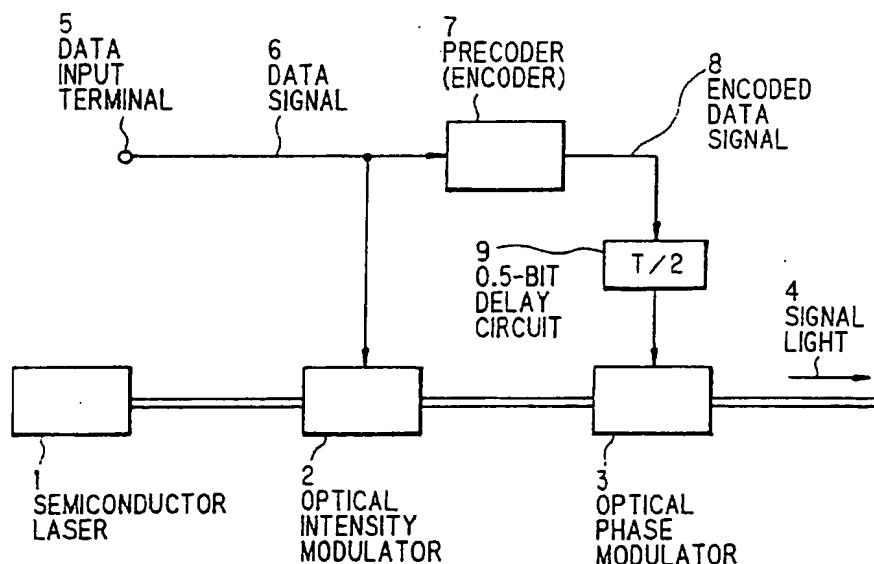 5
DATA
INPUT
TERMINAL
6
DATA
SIGNAL
7
PRECODER
(ENCODER)
8
ENCODED
DATA
SIGNAL
9
0.5-BIT
DELAY
CIRCUIT
T/2
4
SIGNAL
LIGHT
1
SEMICONDUCTOR
LASER
2
OPTICAL
INTENSITY
MODULATOR
3
OPTICAL
PHASE
MODULATOR